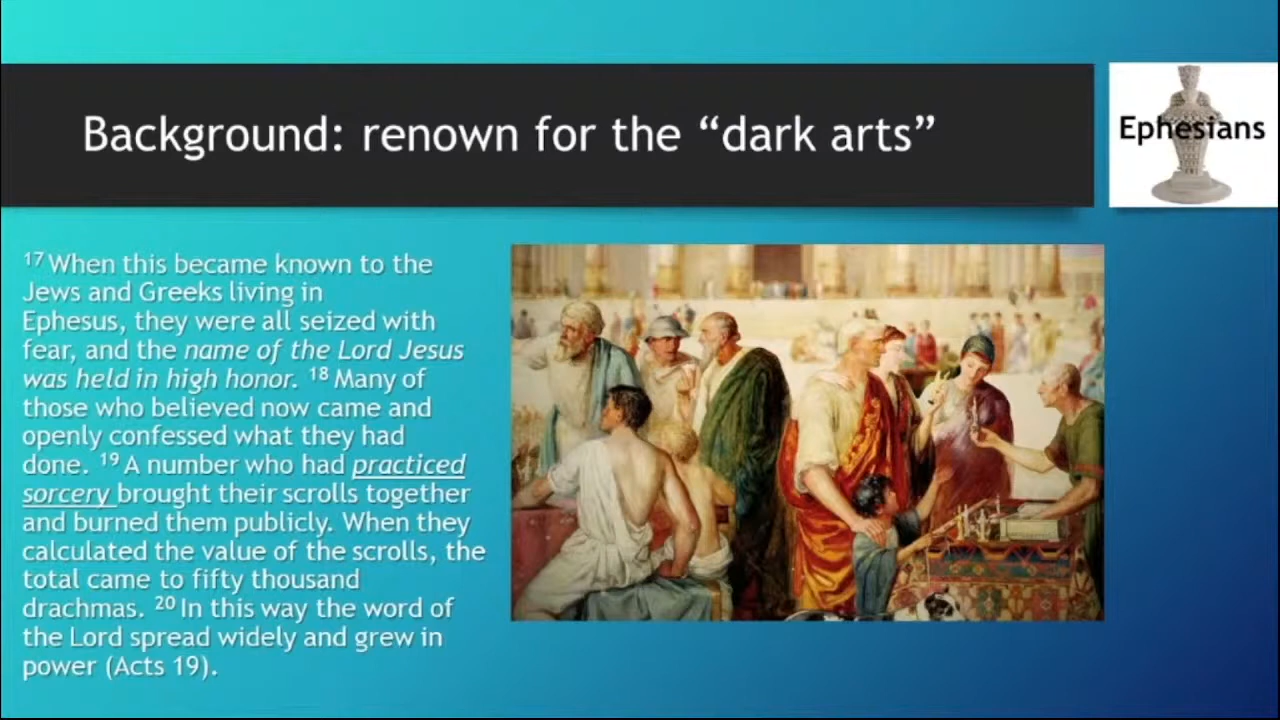 Background: renown for the “dark arts”
Ephesians
17 When this became known to the
Jews and Greeks living in
Ephesus, they were all seized with
fear, and the name of the Lord Jesus
was held in high honor. 18 Many of
those who believed now came and
openly confessed what they had
done. 19 A number who had practiced
sorcery brought their scrolls together
and burned them publicly. When they
calculated the value of the scrolls, the
total came to fifty thousand
drachmas. 20 In this way the word of
the Lord spread widely and grew in
power (Acts 19).